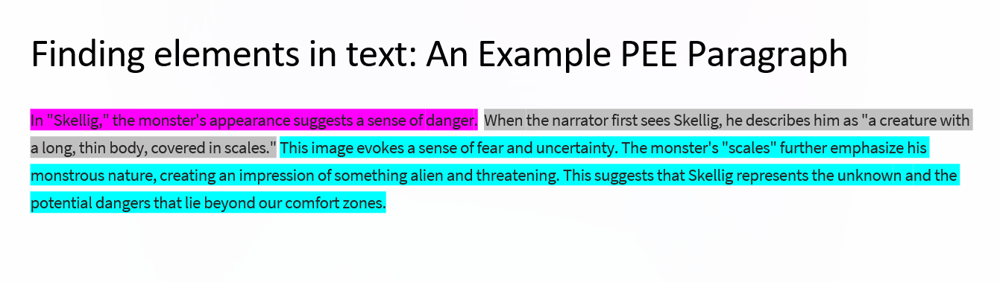 Finding elements in text: An Example PEE Paragraph
In "Skellig," the monster's appearance suggests a sense of danger. When the narrator first sees Skellig, he describes him as "a creature with
a long, thin body, covered in scales." This image evokes a sense of fear and uncertainty. The monster's "scales" further emphasize his
monstrous nature, creating an impression of something alien and threatening. This suggests that Skellig represents the unknown and the
potential dangers that lie beyond our comfort zones.